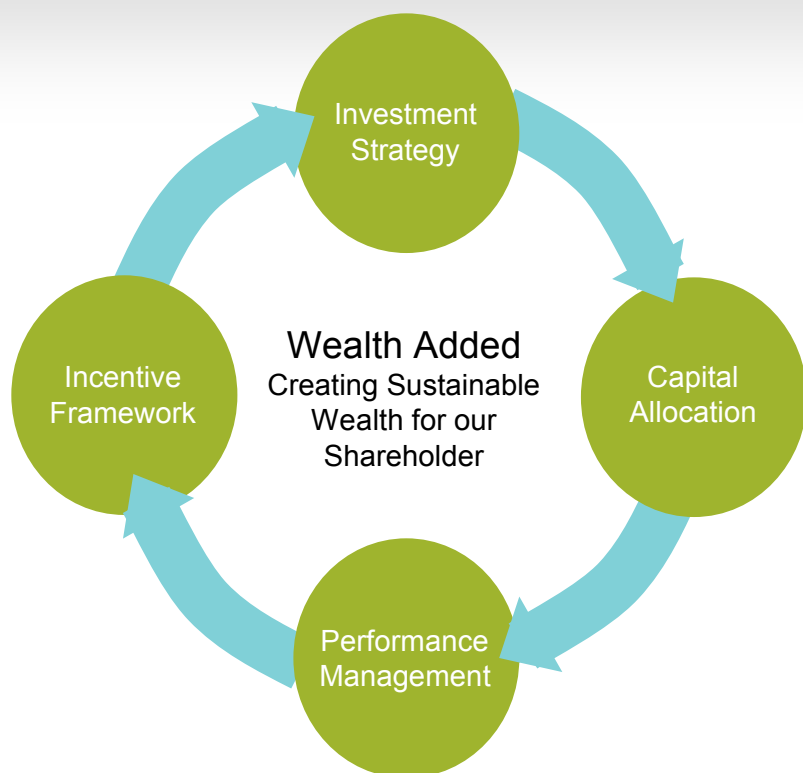 Investment
Strategy
Wealth Added
Creating Sustainable
Wealth for our
Shareholder
Incentive
Framework
Capital
Allocation
Performance
Management